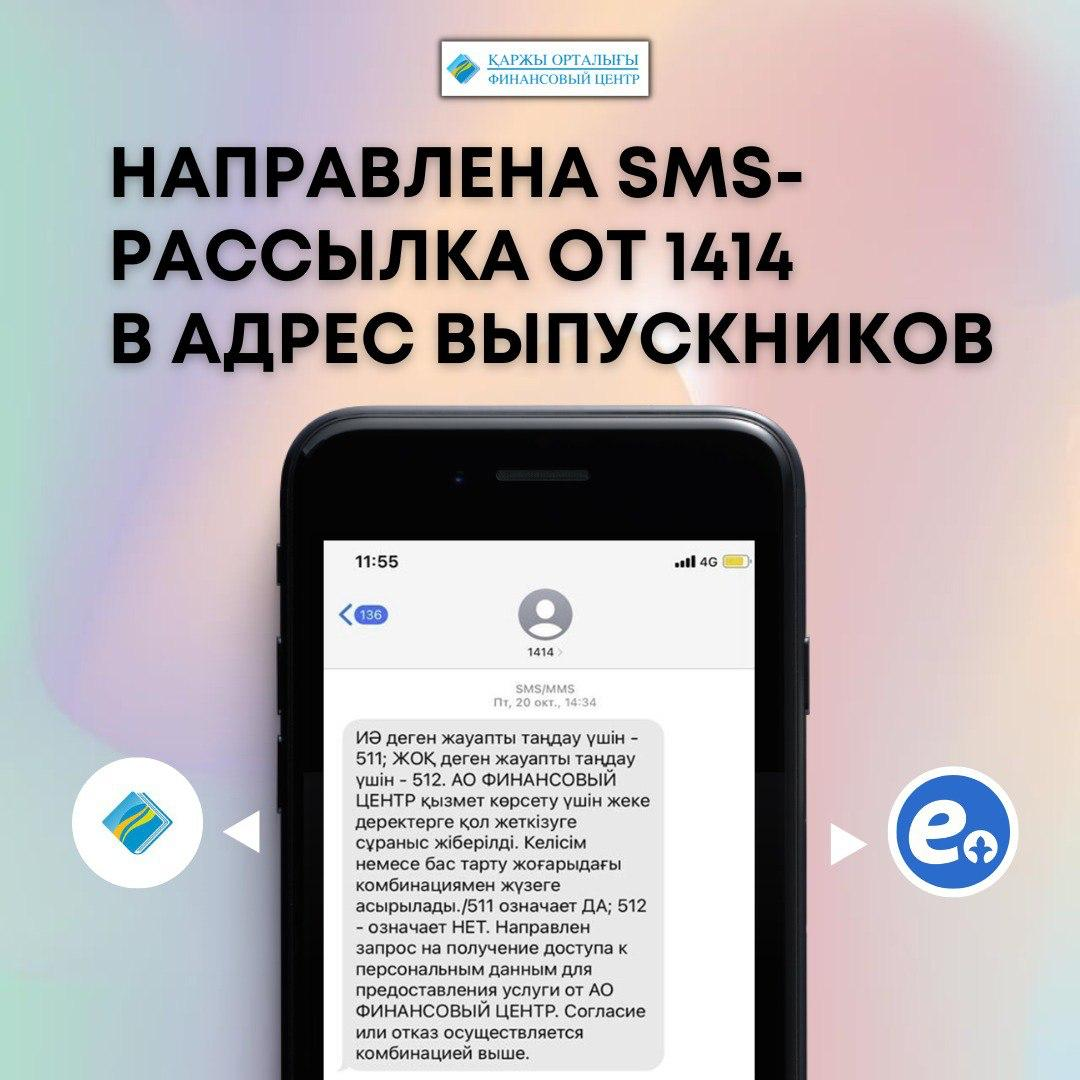 ҚАРЖЫ ОРТАЛЫҒЫ
ФИНАНСОВЫЙ ЦЕНТР
НАПРАВЛЕНА SMS-
РАССЫЛКА ОТ 1414
В АДРЕС ВЫПУСКНИКОВ
11:55
4G
136
1414
SMS/MMS
Пт, 20 окт., 14:34
ИӘ деген жауапты таңдау үшін -
511; ЖОҚ деген жауапты таңдау
үшін - 512. АО ФИНАНСОВЫЙ
ЦЕНТР қызмет көрсету үшін жеке
деректерге қол жеткізуге
сұраныс жіберілді. Келісім
немесе бас тарту жоғарыдағы
комбинациямен жүзеге
асырылады./511 означает ДА; 512
- означает НЕТ. Направлен
запрос на получение доступа к
персональным данным для
предоставления услуги от АО
ФИНАНСОВЫЙ ЦЕНТР. Согласие
или отказ осуществляется
комбинацией выше.
e